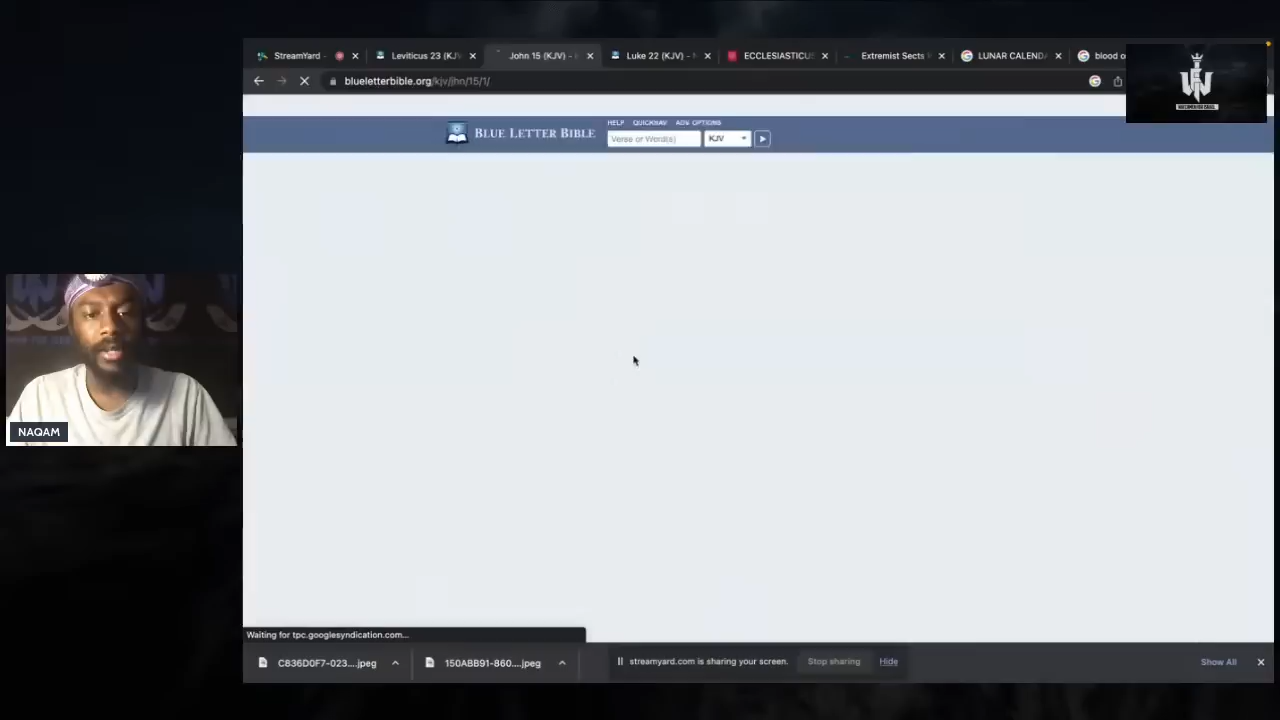 StreamYard -
Leviticus 23 (KJV
John 15 (KJV) -
Luke 22 (KJV) -
ECCLESIASTICUS
Extremist Sects
LUNAR CALENDA
blood o
blueletterbible.org/kjv/jhn/15/1/
HELP QUICKNAV ADV. OPTIONS
BLUE LETTER BIBLE
Verse or Word(s)
KJV
NAQAM
Waiting for tpc.googlesyndication.com...
C836D0F7-023....jpeg
150ABB91-860....jpeg
streamyard.com is sharing your screen.
Stop sharing
Hide
Show All